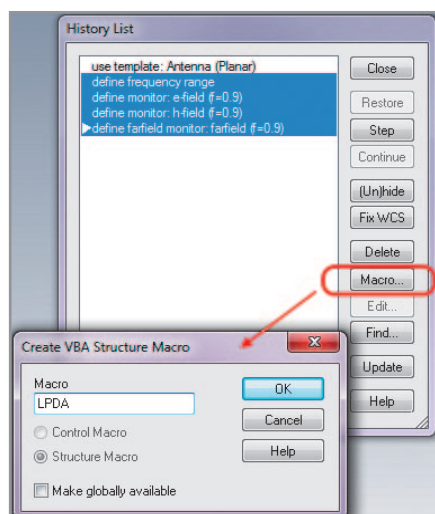 History List
use template: Antenna (Planar)
define frequency range
define monitor: e-field (f=0.9)
define monitor: h-field (f=0.9)
define farfield monitor: farfield (f=0.9)
Close
Restore
Step
Continue
(Un)hide
Fix WCS
Delete
Macro...
Edit...
Find...
Update
Help
Create VBA Structure Macro
Macro
LPDA
Control Macro
Structure Macro
Make globally available
OK
Cancel
Help